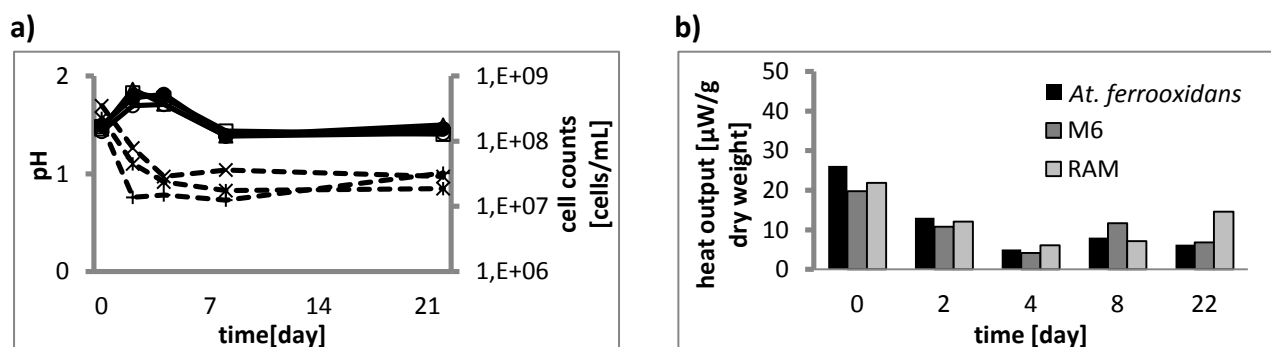 a)
2
1
0
pH
1,E+09
1,E+08
1,E+07
1,E+06
cell counts
[cells/mL]
0 7 14 21
time[day]
b)
50
40
30
20
10
0
heat output [µW/g
dry weight]
At. ferrooxidans
M6
RAM
0 2 4 8 22
time [day]